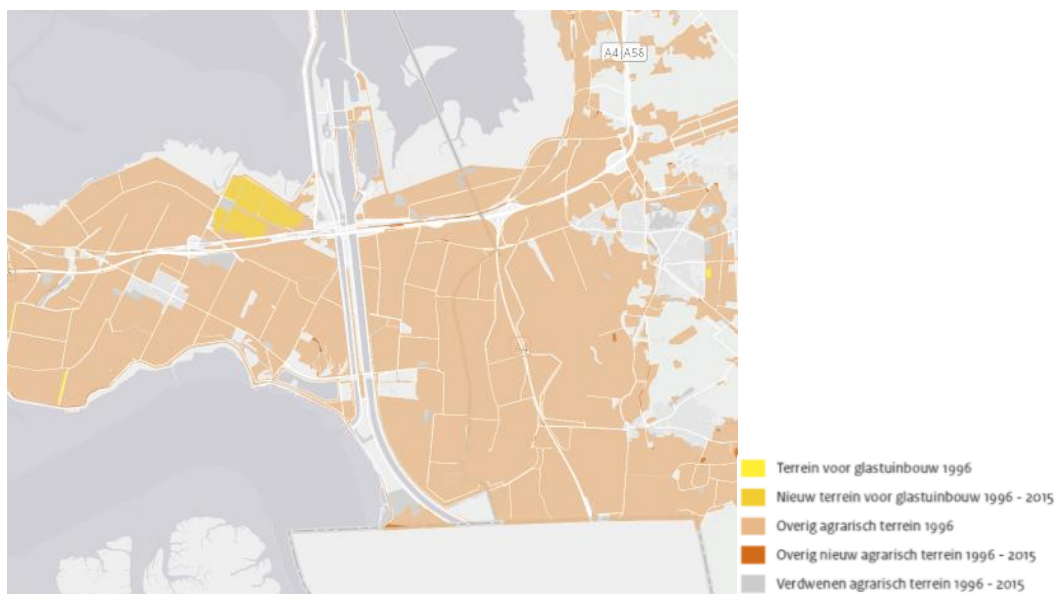 A4 A58
Terrein voor glastuinbouw 1996
Nieuw terrein voor glastuinbouw 1996 - 2015
Overig agrarisch terrein 1996
Overig nieuw agrarisch terrein 1996 - 2015
Verdwenen agrarisch terrein 1996 - 2015